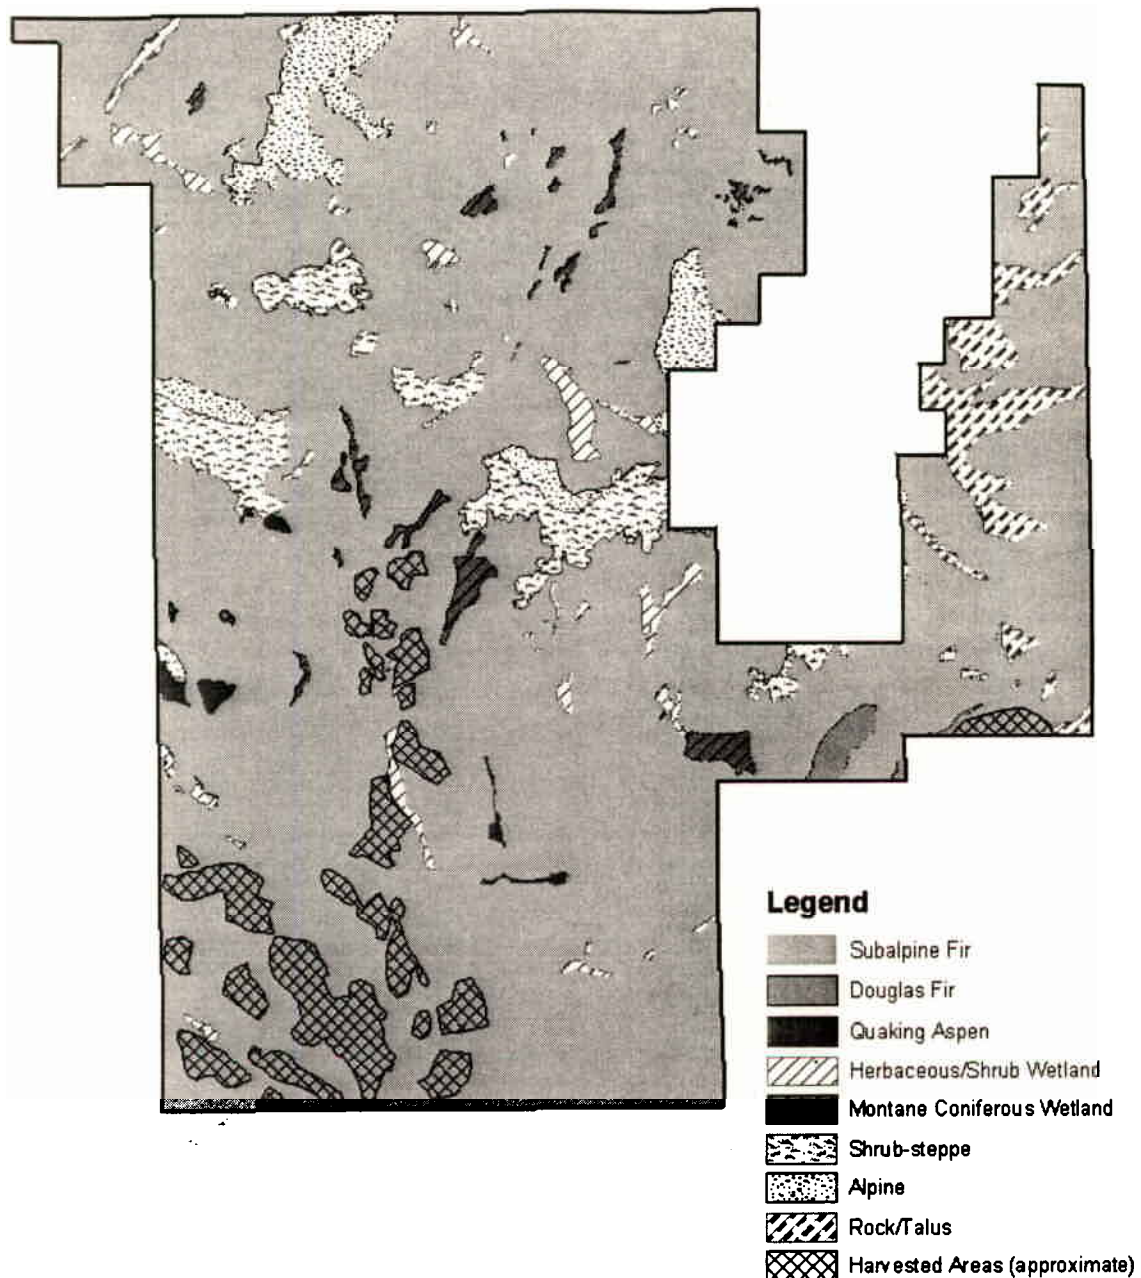 Legend
Subalpine Fir
Douglas Fir
Quaking Aspen
Herbaceous/Shrub Wetland
Montane Coniferous Wetland
Shrub-steppe
Alpine
Rock/Talus
Harvested Areas (approximate)